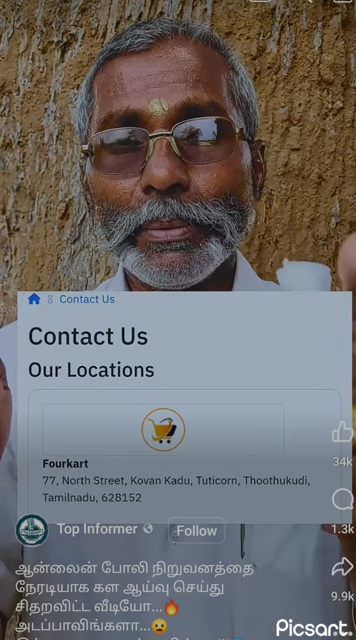 Contact Us
Contact Us
Our Locations
Fourkart
77, North Street, Kovan Kadu, Tuticorin, Thoothukudi,
Tamilnadu, 628152
34k
Top Informer
Follow
1.3k
ஆன்லைன் போலி நிறுவனத்தை
நேரடியாக கள ஆய்வு செய்து
9.9k
சிதறவிட்ட வீடியோ...🔥
அடப்பாவிங்களா...😦
Picsart